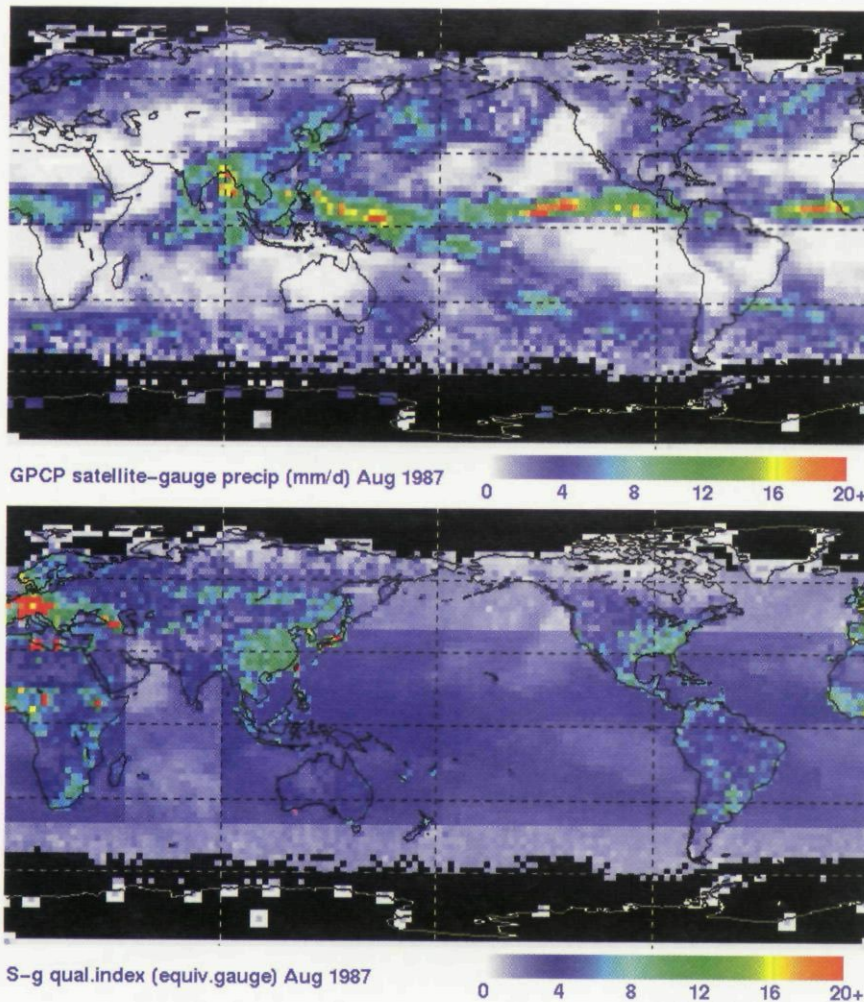 GPCP satellite-gauge precip (mm/d) Aug 1987
0 4 8 12 16 20+
S-g qual.index (equiv.gauge) Aug 1987
0 4 8 12 16 20+